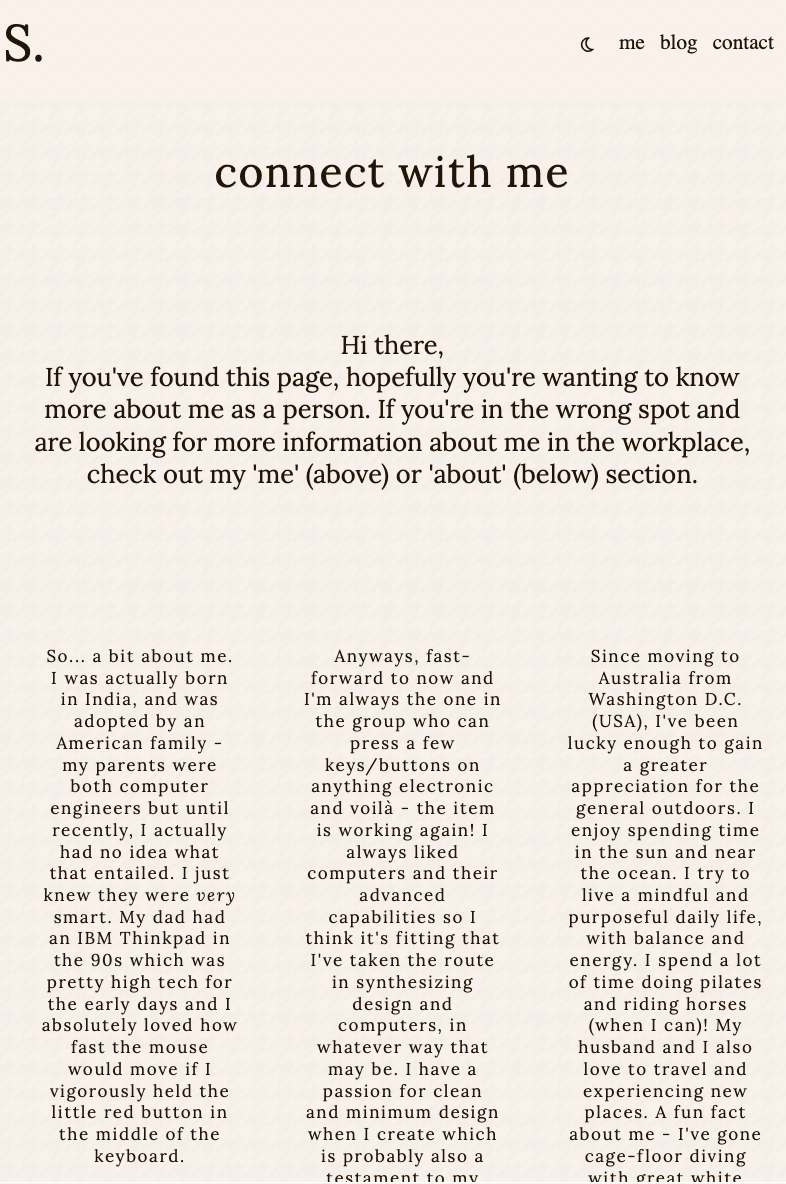 S.
me blog contact
connect with me
Hi there,
If you've found this page, hopefully you're wanting to know
more about me as a person. If you're in the wrong spot and
are looking for more information about me in the workplace,
check out my 'me' (above) or 'about' (below) section.
So... a bit about me.
I was actually born
in India, and was
adopted by an
American family -
my parents were
both computer
engineers but until
recently, I actually
had no idea what
that entailed. I just
knew they were very
smart. My dad had
an IBM Thinkpad in
the 90s which was
pretty high tech for
the early days and I
absolutely loved how
fast the mouse
would move if I
vigorously held the
little red button in
the middle of the
keyboard.
Anyways, fast-
forward to now and
I'm always the one in
the group who can
press a few
keys/buttons on
anything electronic
and voilà - the item
is working again! I
always liked
computers and their
advanced
capabilities so I
think it's fitting that
I've taken the route
in synthesizing
design and
computers, in
whatever way that
may be. I have a
passion for clean
and minimum design
when I create which
is probably also a
testament to my
Since moving to
Australia from
Washington D.C.
(USA), I've been
lucky enough to gain
a greater
appreciation for the
general outdoors. I
enjoy spending time
in the sun and near
the ocean. I try to
live a mindful and
purposeful daily life,
with balance and
energy. I spend a lot
of time doing pilates
and riding horses
(when I can)! My
husband and I also
love to travel and
experiencing new
places. A fun fact
about me - I've gone
cage-floor diving
with great white